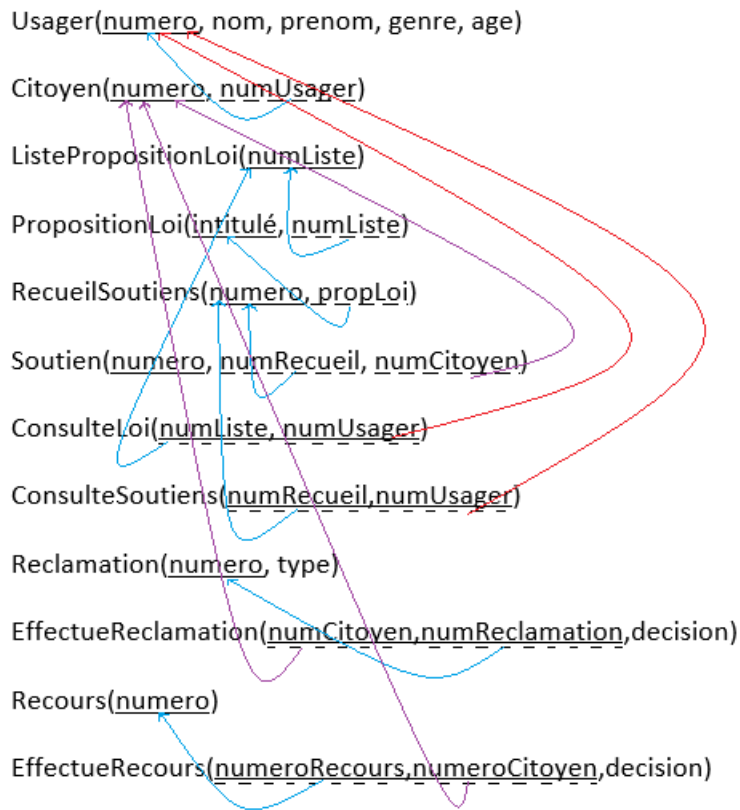 Usager(numero, nom, prenom, genre, age)
Citoyen(numero, numUsager)
ListePropositionLoi(numListe)
PropositionLoi(intitulé, numListe)
RecueilSoutiens(numero, propLoi)
Soutien(numero, numRecueil, numCitoyen)
ConsulteLoi(numListe, numUsager)
ConsulteSoutiens(numRecueil,numUsager)
Reclamation(numero, type)
EffectueReclamation(numCitoyen,numReclamation,decision)
Recours(numero)
EffectueRecours(numeroRecours,numeroCitoyen,decision)